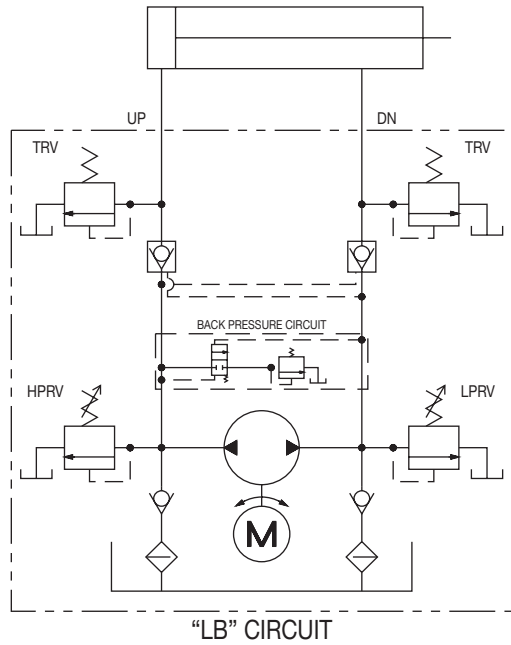 UP
DN
TRV
TRV
BACK PRESSURE CIRCUIT
HPRV
LPRV
M
“LB” CIRCUIT